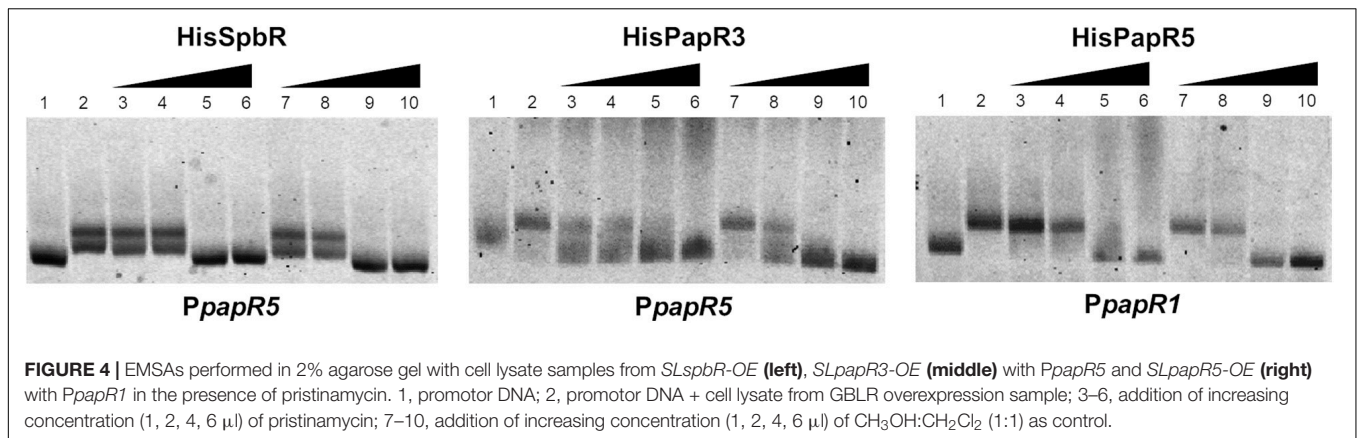 HisSpbR
HisPapR3
HisPapR5
1 2 3 4 5 6 7 8 9 10
1 2 3 4 5 6 7 8 9 10
1 2 3 4 5 6 7 8 9 10
PpapR5
PpapR5
PpapR1
FIGURE 4 | EMSAs performed in 2% agarose gel with cell lysate samples from SLspbR-OE (left), SLpapR3-OE (middle) with PpapR5 and SLpapR5-OE (right)
with PpapR1 in the presence of pristinamycin. 1, promotor DNA; 2, promotor DNA + cell lysate from GBLR overexpression sample; 3–6, addition of increasing
concentration (1, 2, 4, 6 μl) of pristinamycin; 7–10, addition of increasing concentration (1, 2, 4, 6 μl) of CH₃OH:CH₂Cl₂ (1:1) as control.